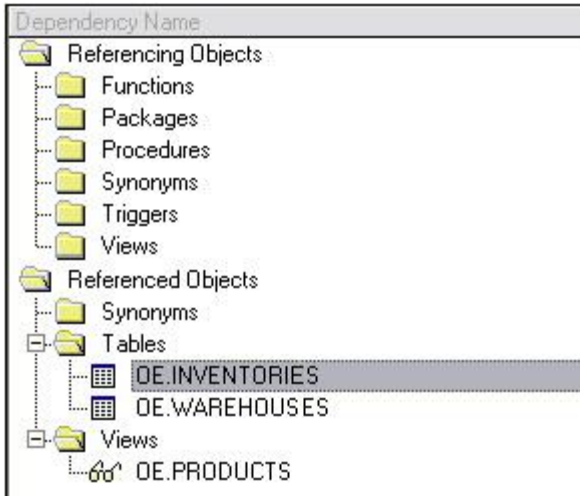 Dependency Name
Referencing Objects
Functions
Packages
Procedures
Synonyms
Triggers
Views
Referenced Objects
Synonyms
Tables
OE.INVENTORIES
OE.WAREHOUSES
Views
OE.PRODUCTS